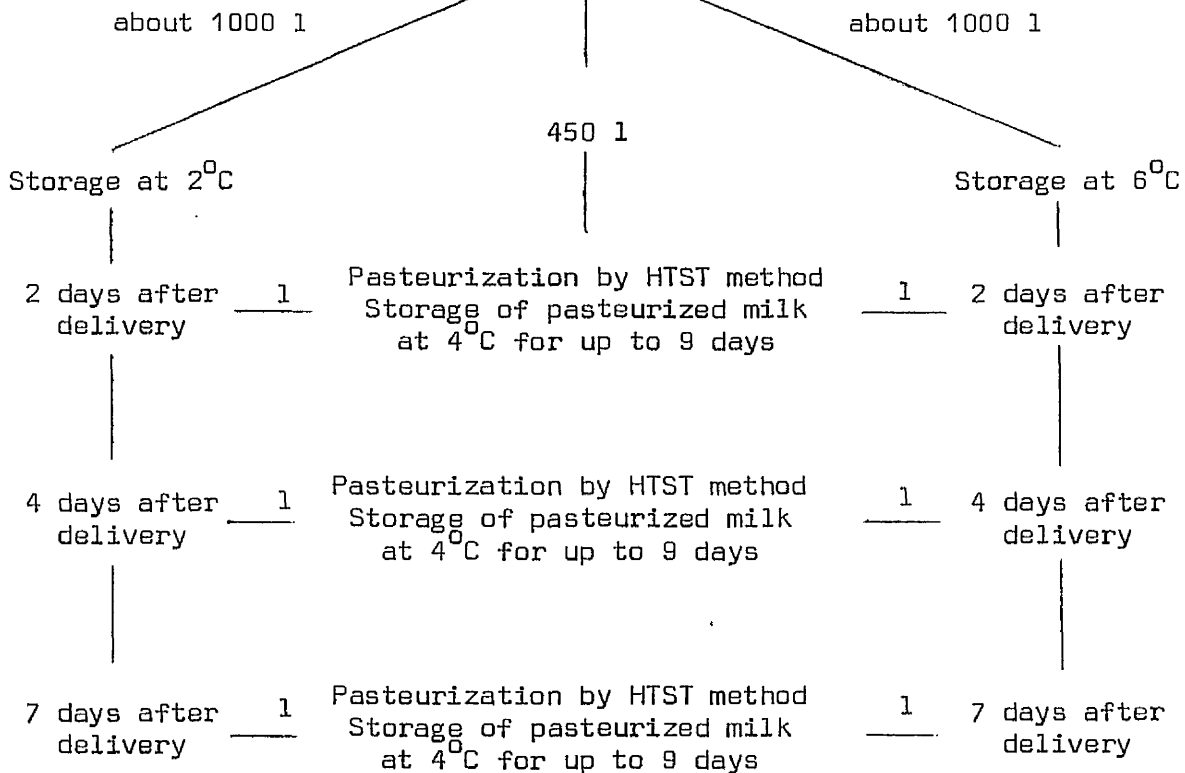 about 1000 l
about 1000 l
450 l
Storage at 2°C
Storage at 6°C
2 days after
delivery
l
Pasteurization by HTST method
Storage of pasteurized milk
at 4°C for up to 9 days
l
2 days after
delivery
4 days after
delivery
l
Pasteurization by HTST method
Storage of pasteurized milk
at 4°C for up to 9 days
l
4 days after
delivery
7 days after
delivery
l
Pasteurization by HTST method
Storage of pasteurized milk
at 4°C for up to 9 days
l
7 days after
delivery